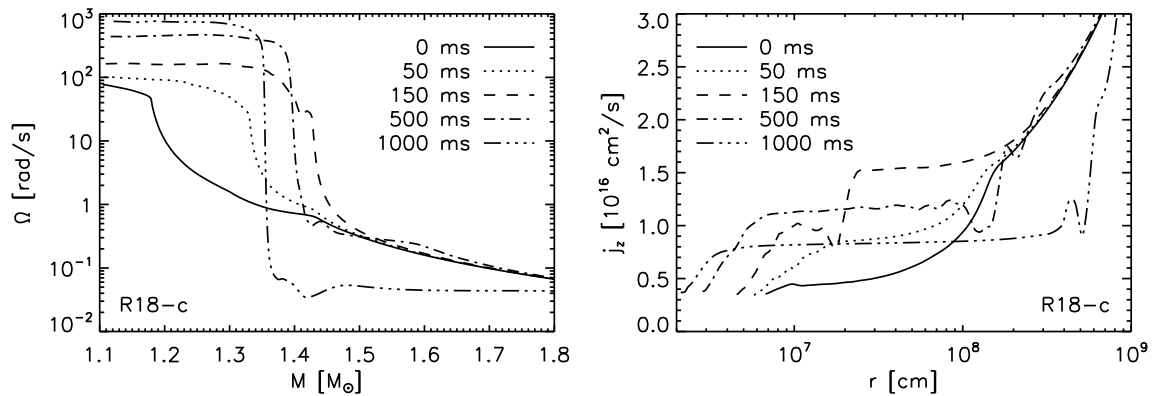 Ω [rad/s]
10³
10²
10
1
10⁻¹
10⁻²
0 ms
50 ms
150 ms
500 ms
1000 ms
R18-c
1.1 1.2 1.3 1.4 1.5 1.6 1.7 1.8
M [M⊙]
j_z [10¹⁶ cm²/s]
3.0
2.5
2.0
1.5
1.0
0.5
0.0
0 ms
50 ms
150 ms
500 ms
1000 ms
R18-c
10⁷ 10⁸ 10⁹
r [cm]